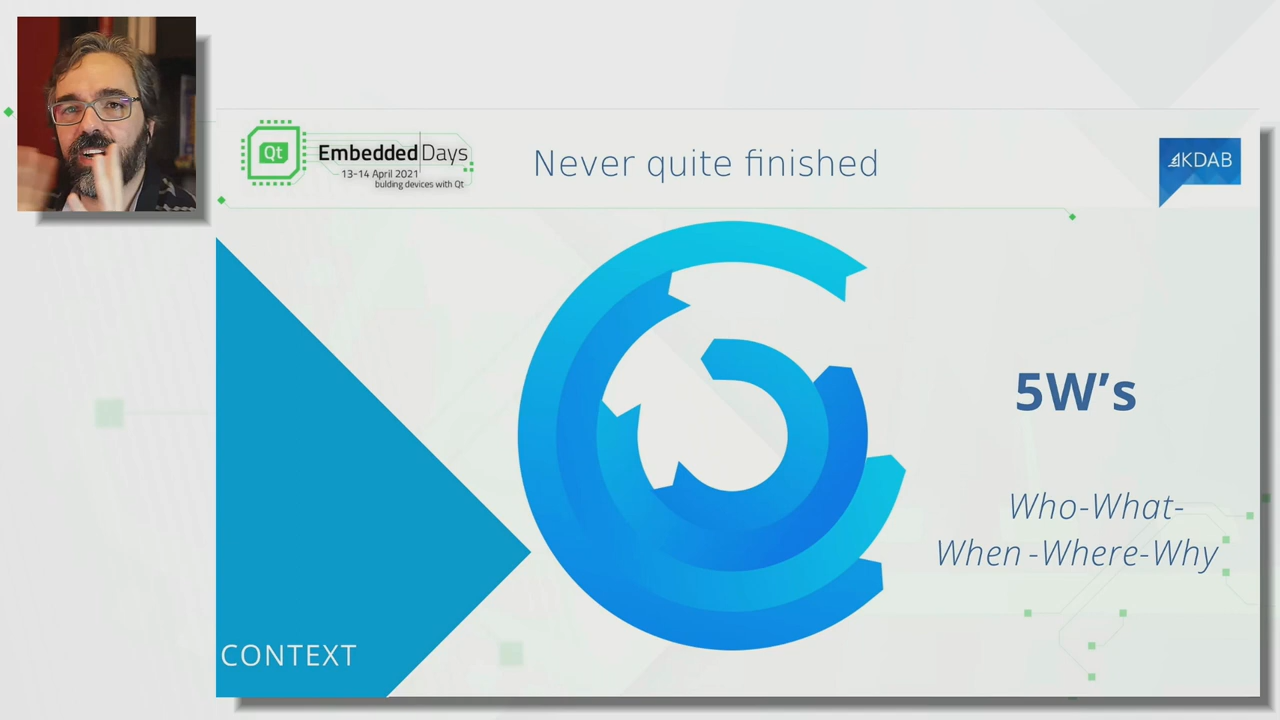 Qt
Embedded Days
13-14 April 2021
bulding devices with Qt
Never quite finished
KDAB
5W's
Who-What-
When -Where-Why
CONTEXT